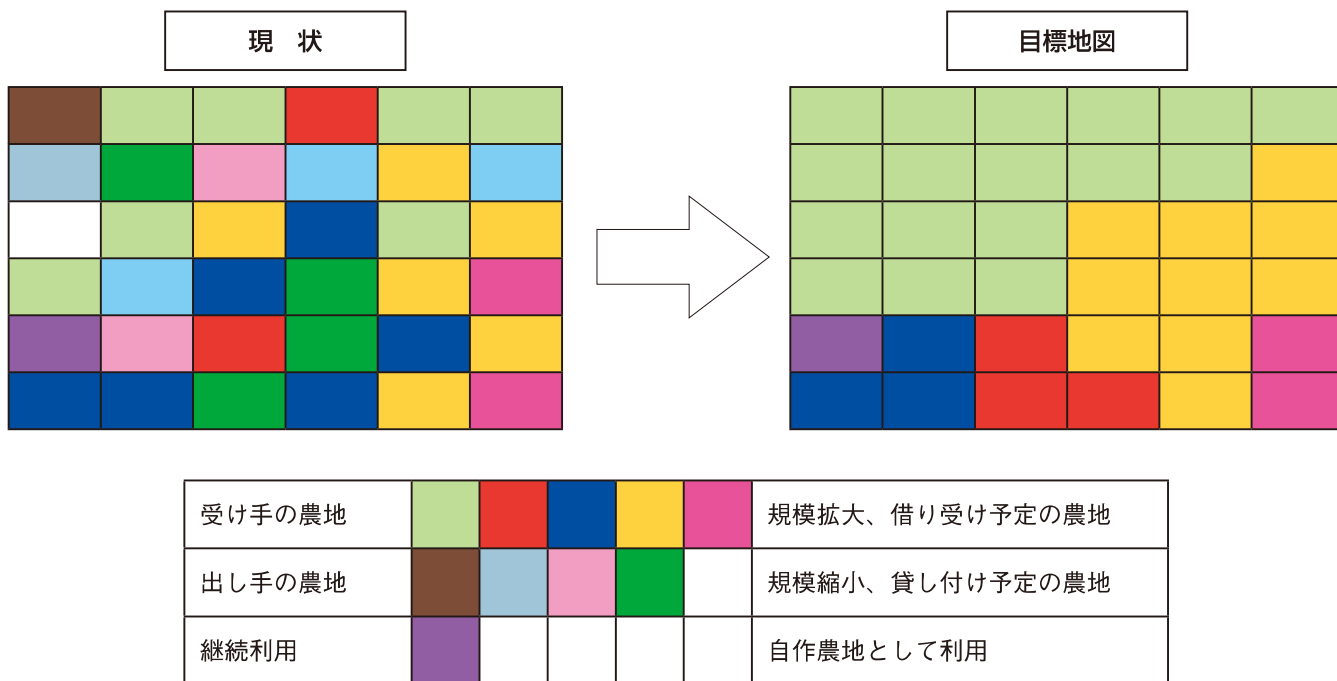 現　状
目標地図
受け手の農地
規模拡大、借り受け予定の農地
出し手の農地
規模縮小、貸し付け予定の農地
継続利用
自作農地として利用